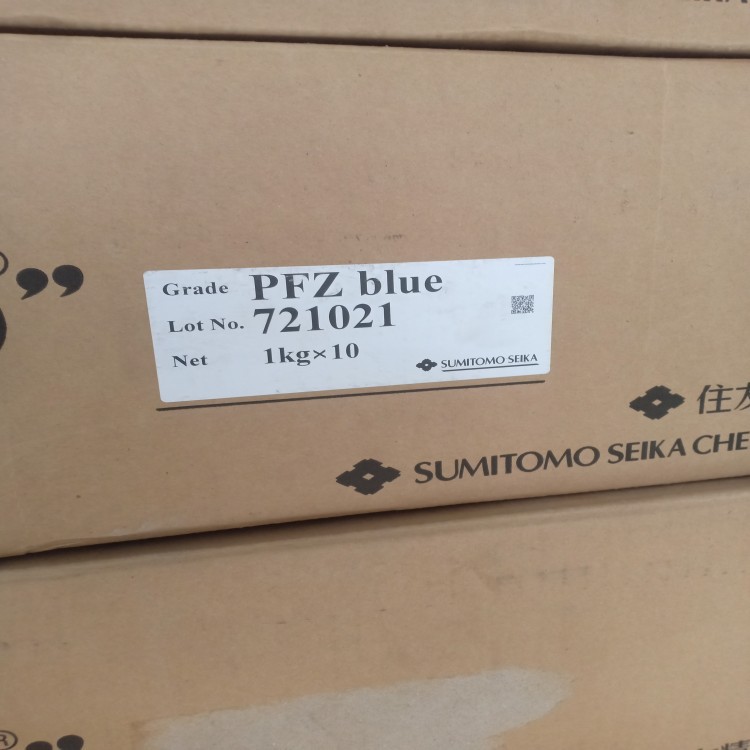 Grade PFZ blue
Lot No. 721021
Net 1kg×10
SUMITOMO SEIKA
®”
住友
SUMITOMO SEIKA CHE
®”